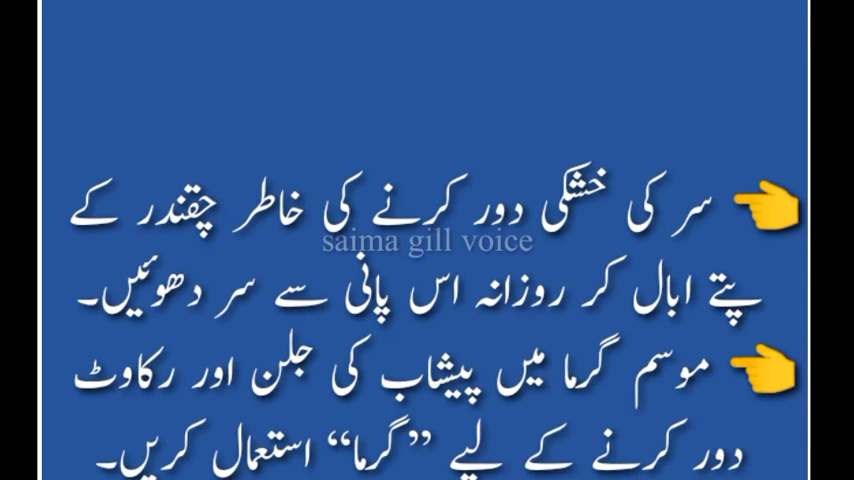 👈 سر کی خشکی دور کرنے کی خاطر چقندر کے
saima gill voice
پتے ابال کر روزانہ اس پانی سے سر دھوئیں۔
👈 موسم گرما میں پیشاب کی جلن اور رکاوٹ
دور کرنے کے لیے ”گرما“ استعمال کریں۔